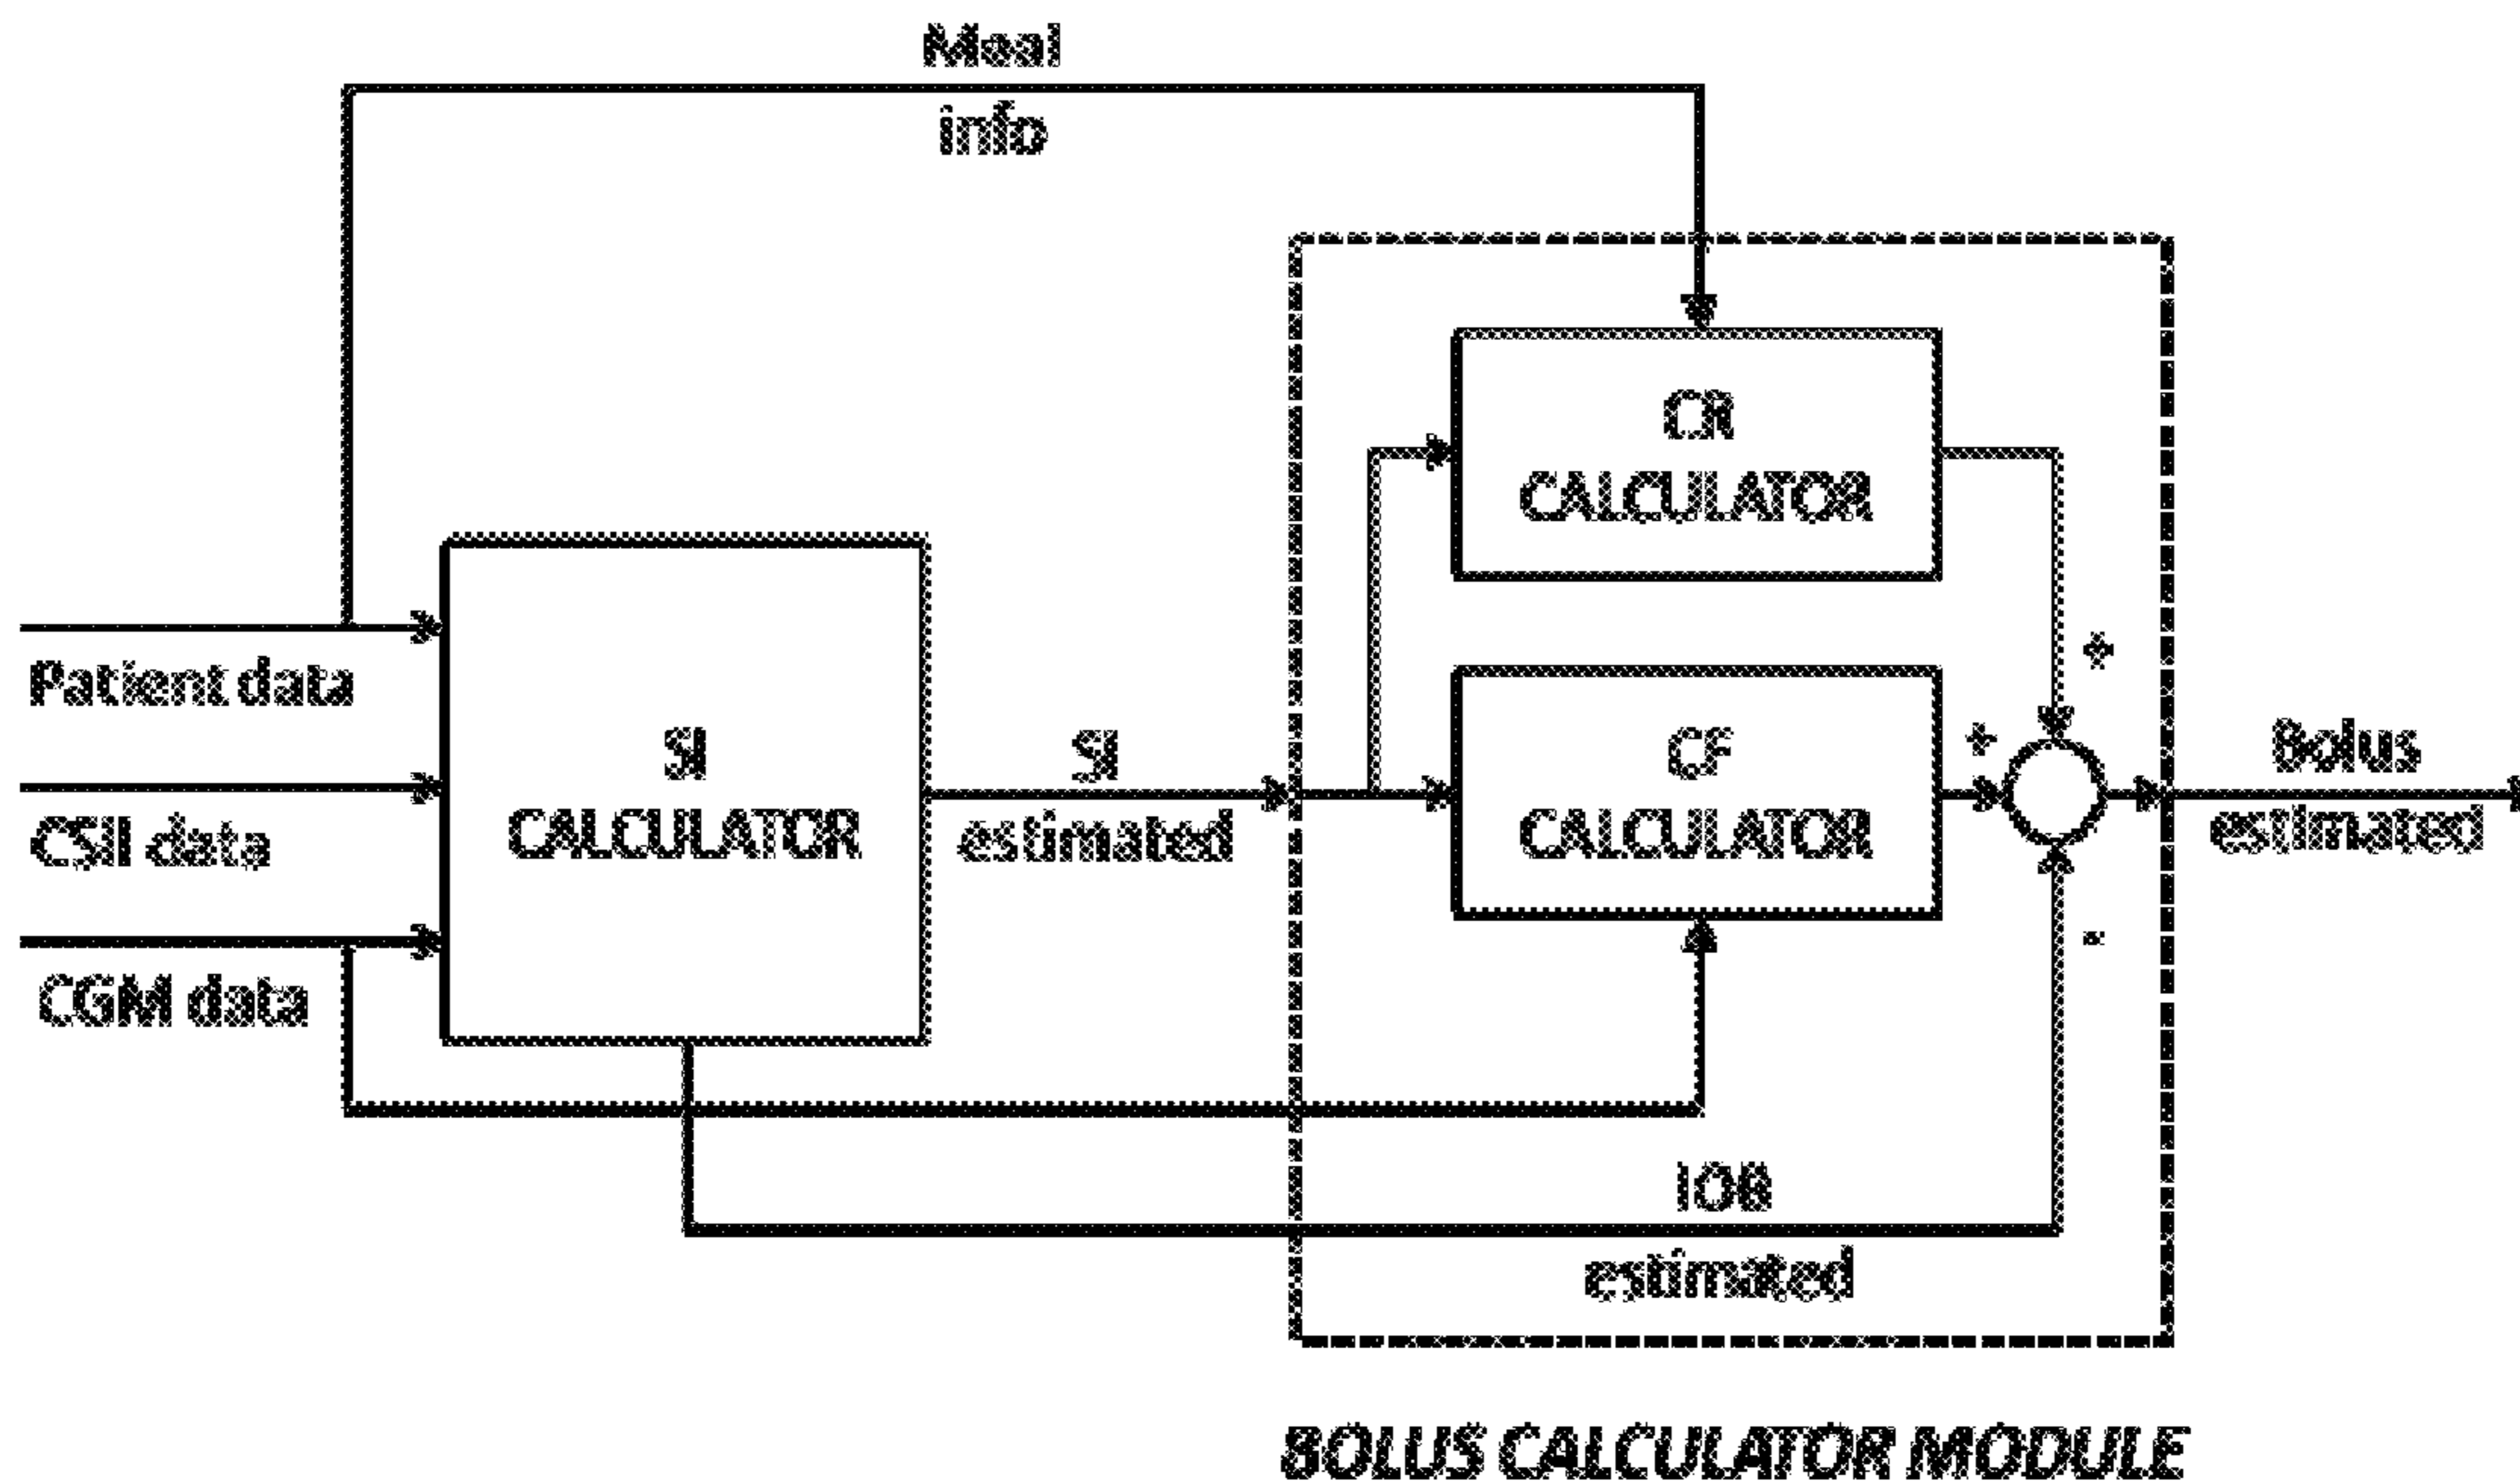 Meal
info
CR
CALCULATOR
+
Patient data
SI
CALCULATOR
SI
estimated
CF
CALCULATOR
+
Bolus
estimated
CSII data
-
CGM data
IOB
estimated
BOLUS CALCULATOR MODULE